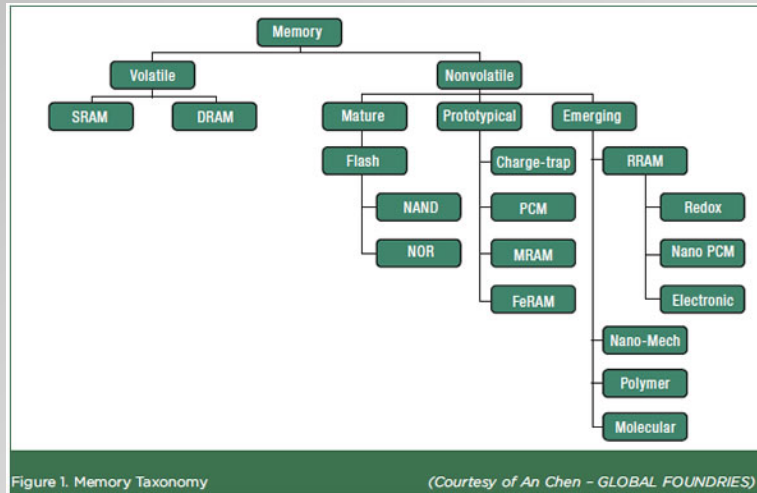 Memory
Volatile
Nonvolatile
SRAM
DRAM
Mature
Prototypical
Emerging
Flash
Charge-trap
RRAM
NAND
PCM
Redox
NOR
MRAM
Nano PCM
FeRAM
Electronic
Nano-Mech
Polymer
Molecular
Figure 1. Memory Taxonomy
(Courtesy of An Chen – GLOBAL FOUNDRIES)